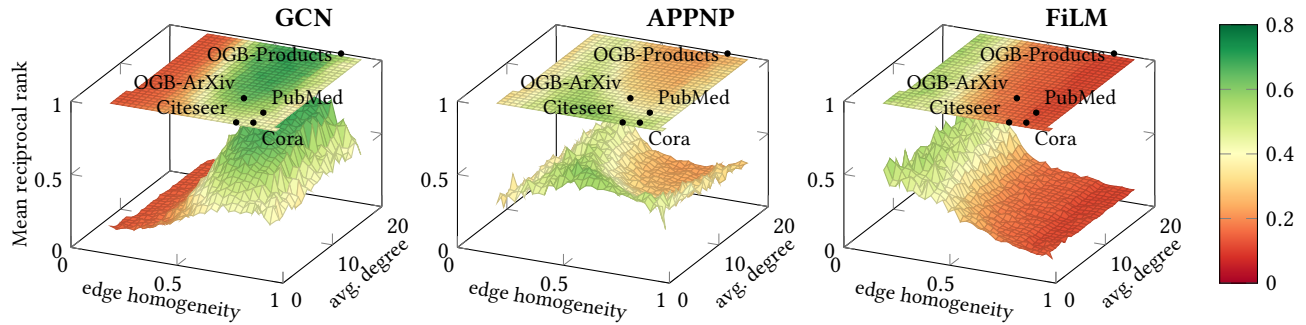 GCN
OGB-Products
OGB-ArXiv
Citeseer
PubMed
Cora
Mean reciprocal rank
1
0.5
0
0
0.5
1
edge homogeneity
0
10
20
avg. degree
APPNP
OGB-Products
OGB-ArXiv
Citeseer
PubMed
Cora
1
0.5
0
0
0.5
1
edge homogeneity
0
10
20
avg. degree
FiLM
OGB-Products
OGB-ArXiv
Citeseer
PubMed
Cora
1
0.5
0
0
0.5
1
edge homogeneity
0
10
20
avg. degree
0.8
0.6
0.4
0.2
0